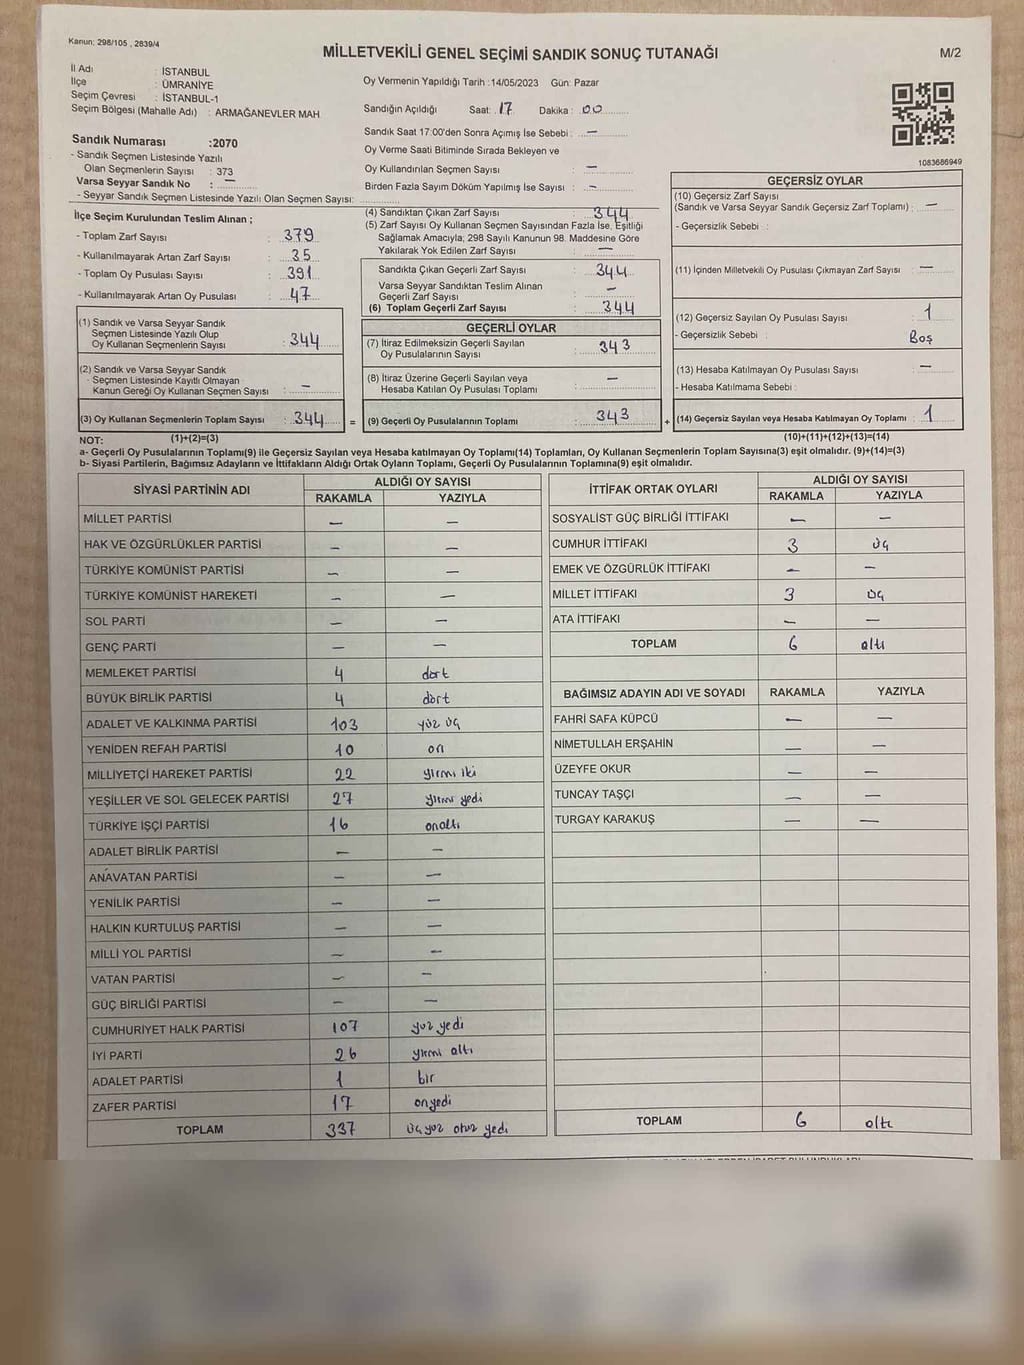 Kanun: 298/105 , 2839/4
MİLLETVEKİLİ GENEL SEÇİMİ SANDIK SONUÇ TUTANAĞI
M/2
İl Adı : İSTANBUL
İlçe : ÜMRANİYE
Seçim Çevresi : İSTANBUL-1
Seçim Bölgesi (Mahalle Adı) : ARMAĞANEVLER MAH
Oy Vermenin Yapıldığı Tarih :14/05/2023 Gün: Pazar
Sandığın Açıldığı Saat: 17 Dakika : 00
Sandık Saat 17:00'den Sonra Açımış İse Sebebi : —
Oy Verme Saati Bitiminde Sırada Bekleyen ve
Oy Kullandırılan Seçmen Sayısı : —
Birden Fazla Sayım Döküm Yapılmış İse Sayısı : —
1083686949
Sandık Numarası :2070
- Sandık Seçmen Listesinde Yazılı
Olan Seçmenlerin Sayısı : 373
Varsa Seyyar Sandık No : —
- Seyyar Sandık Seçmen Listesinde Yazılı Olan Seçmen Sayısı:
İlçe Seçim Kurulundan Teslim Alınan ;
- Toplam Zarf Sayısı : 379
- Kullanılmayarak Artan Zarf Sayısı : 35
- Toplam Oy Pusulası Sayısı : 391
- Kullanılmayarak Artan Oy Pusulası : 47
(1) Sandık ve Varsa Seyyar Sandık
Seçmen Listesinde Yazılı Olup
Oy Kullanan Seçmenlerin Sayısı : 344
(2) Sandık ve Varsa Seyyar Sandık
- Seçmen Listesinde Kayıtlı Olmayan
Kanun Gereği Oy Kullanan Seçmen Sayısı : —
(3) Oy Kullanan Seçmenlerin Toplam Sayısı : 344 =
(4) Sandıktan Çıkan Zarf Sayısı : 344
(5) Zarf Sayısı Oy Kullanan Seçmen Sayısından Fazla İse, Eşitliği
Sağlamak Amacıyla; 298 Sayılı Kanunun 98. Maddesine Göre
Yakılarak Yok Edilen Zarf Sayısı : —
Sandıkta Çıkan Geçerli Zarf Sayısı : 344
Varsa Seyyar Sandıktan Teslim Alınan
Geçerli Zarf Sayısı : —
(6) Toplam Geçerli Zarf Sayısı : 344
GEÇERLİ OYLAR
(7) İtiraz Edilmeksizin Geçerli Sayılan
Oy Pusulalarının Sayısı : 343
(8) İtiraz Üzerine Geçerli Sayılan veya
Hesaba Katılan Oy Pusulası Toplamı : —
(9) Geçerli Oy Pusulalarının Toplamı : 343 +
GEÇERSİZ OYLAR
(10) Geçersiz Zarf Sayısı
(Sandık ve Varsa Seyyar Sandık Geçersiz Zarf Toplamı) : —
- Geçersizlik Sebebi :
(11) İçinden Milletvekili Oy Pusulası Çıkmayan Zarf Sayısı : —
(12) Geçersiz Sayılan Oy Pusulası Sayısı : 1
- Geçersizlik Sebebi : Boş
(13) Hesaba Katılmayan Oy Pusulası Sayısı : —
- Hesaba Katılmama Sebebi :
(14) Geçersiz Sayılan veya Hesaba Katılmayan Oy Toplamı : 1
NOT: (1)+(2)=(3) (10)+(11)+(12)+(13)=(14)
a- Geçerli Oy Pusulalarının Toplamı(9) ile Geçersiz Sayılan veya Hesaba katılmayan Oy Toplamı(14) Toplamları, Oy Kullanan Seçmenlerin Toplam Sayısına(3) eşit olmalıdır. (9)+(14)=(3)
b- Siyasi Partilerin, Bağımsız Adayların ve İttifakların Aldığı Ortak Oyların Toplamı, Geçerli Oy Pusulalarının Toplamına(9) eşit olmalıdır.
SİYASİ PARTİNİN ADI ALDIĞI OY SAYISI
RAKAMLA YAZIYLA
MİLLET PARTİSİ — —
HAK VE ÖZGÜRLÜKLER PARTİSİ — —
TÜRKİYE KOMÜNİST PARTİSİ — —
TÜRKİYE KOMÜNİST HAREKETİ — —
SOL PARTİ — —
GENÇ PARTİ — —
MEMLEKET PARTİSİ 4 dört
BÜYÜK BİRLİK PARTİSİ 4 dört
ADALET VE KALKINMA PARTİSİ 103 yüz üç
YENİDEN REFAH PARTİSİ 10 on
MİLLİYETÇİ HAREKET PARTİSİ 22 yirmi iki
YEŞİLLER VE SOL GELECEK PARTİSİ 27 yirmi yedi
TÜRKİYE İŞÇİ PARTİSİ 16 onaltı
ADALET BİRLİK PARTİSİ — —
ANAVATAN PARTİSİ — —
YENİLİK PARTİSİ — —
HALKIN KURTULUŞ PARTİSİ — —
MİLLİ YOL PARTİSİ — —
VATAN PARTİSİ — —
GÜÇ BİRLİĞİ PARTİSİ — —
CUMHURİYET HALK PARTİSİ 107 yüz yedi
İYİ PARTİ 26 yirmi altı
ADALET PARTİSİ 1 bir
ZAFER PARTİSİ 17 onyedi
TOPLAM 337 üçyüz otuz yedi
İTTİFAK ORTAK OYLARI ALDIĞI OY SAYISI
RAKAMLA YAZIYLA
SOSYALİST GÜÇ BİRLİĞİ İTTİFAKI — —
CUMHUR İTTİFAKI 3 üç
EMEK VE ÖZGÜRLÜK İTTİFAKI — —
MİLLET İTTİFAKI 3 üç
ATA İTTİFAKI — —
TOPLAM 6 altı
BAĞIMSIZ ADAYIN ADI VE SOYADI RAKAMLA YAZIYLA
FAHRİ SAFA KÜPCÜ — —
NİMETULLAH ERŞAHİN — —
ÜZEYFE OKUR — —
TUNCAY TAŞÇI — —
TURGAY KARAKUŞ — —
TOPLAM 6 altı